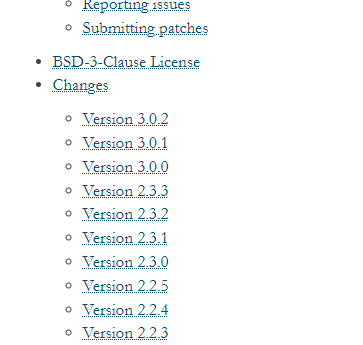 Reporting issues
Submitting patches
BSD-3-Clause License
Changes
Version 3.0.2
Version 3.0.1
Version 3.0.0
Version 2.3.3
Version 2.3.2
Version 2.3.1
Version 2.3.0
Version 2.2.5
Version 2.2.4
Version 2.2.3